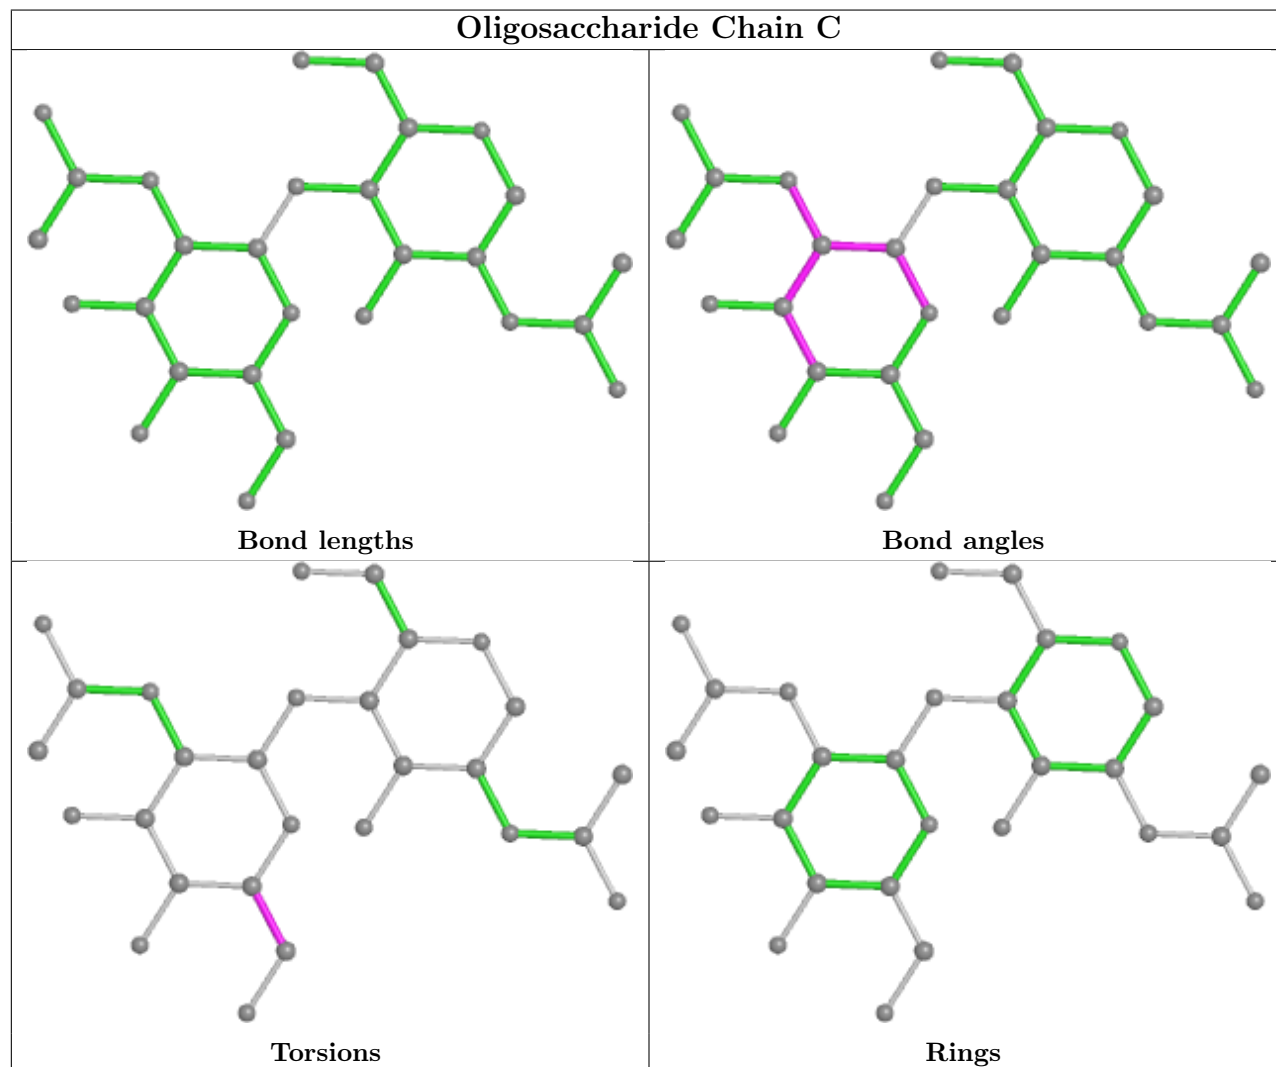 Oligosaccharide Chain C
Bond lengths
Bond angles
Torsions
Rings